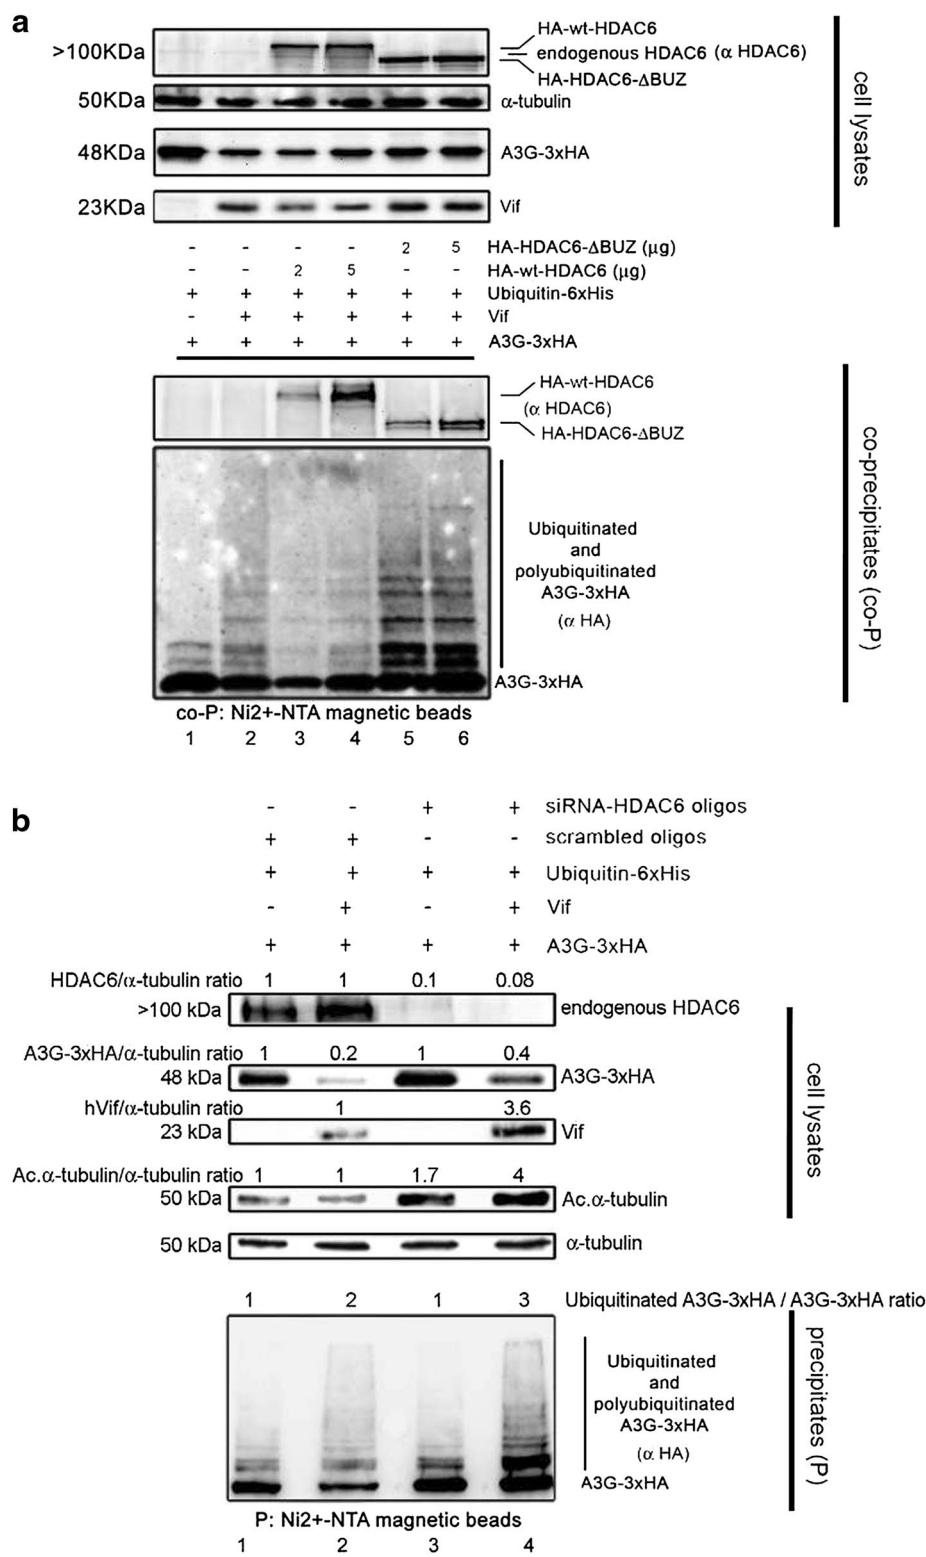 a
HA-wt-HDAC6
>100KDa
endogenous HDAC6 (α HDAC6)
HA-HDAC6-ΔBUZ
50KDa
α-tubulin
48KDa
A3G-3xHA
23KDa
Vif
cell lysates
- - - - 2 5 HA-HDAC6-ΔBUZ (μg)
- - 2 5 - - HA-wt-HDAC6 (μg)
+ + + + + + Ubiquitin-6xHis
- + + + + + Vif
+ + + + + + A3G-3xHA
HA-wt-HDAC6
(α HDAC6)
HA-HDAC6-ΔBUZ
Ubiquitinated
and
polyubiquitinated
A3G-3xHA
(α HA)
A3G-3xHA
co-precipitates (co-P)
co-P: Ni2+-NTA magnetic beads
1 2 3 4 5 6
b
- - + + siRNA-HDAC6 oligos
+ + - - scrambled oligos
+ + + + Ubiquitin-6xHis
- + - + Vif
+ + + + A3G-3xHA
HDAC6/α-tubulin ratio 1 1 0.1 0.08
>100 kDa endogenous HDAC6
A3G-3xHA/α-tubulin ratio 1 0.2 1 0.4
48 kDa A3G-3xHA
hVif/α-tubulin ratio 1 3.6
23 kDa Vif
Ac.α-tubulin/α-tubulin ratio 1 1 1.7 4
50 kDa Ac.α-tubulin
50 kDa α-tubulin
cell lysates
1 2 1 3 Ubiquitinated A3G-3xHA / A3G-3xHA ratio
Ubiquitinated
and
polyubiquitinated
A3G-3xHA
(α HA)
A3G-3xHA
precipitates (P)
P: Ni2+-NTA magnetic beads
1 2 3 4